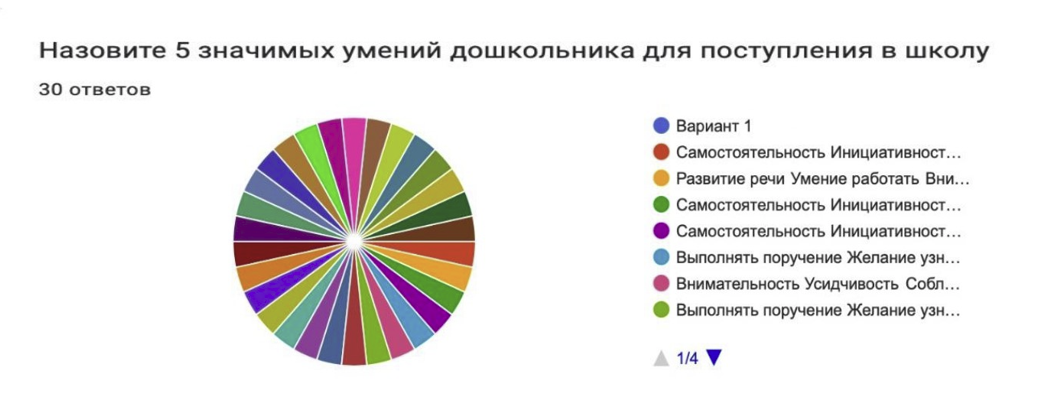 Назовите 5 значимых умений дошкольника для поступления в школу
30 ответов
Вариант 1
Самостоятельность Инициативност...
Развитие речи Умение работать Вни...
Самостоятельность Инициативност...
Самостоятельность Инициативност...
Выполнять поручение Желание узн...
Внимательность Усидчивость Собл...
Выполнять поручение Желание узн...
1/4